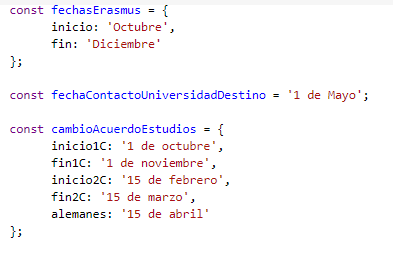 const fechasErasmus = {
inicio: 'Octubre',
fin: 'Diciembre'
};
const fechaContactoUniversidadDestino = '1 de Mayo';
const cambioAcuerdoEstudios = {
inicio1C: '1 de octubre',
fin1C: '1 de noviembre',
inicio2C: '15 de febrero',
fin2C: '15 de marzo',
alemanes: '15 de abril'
};